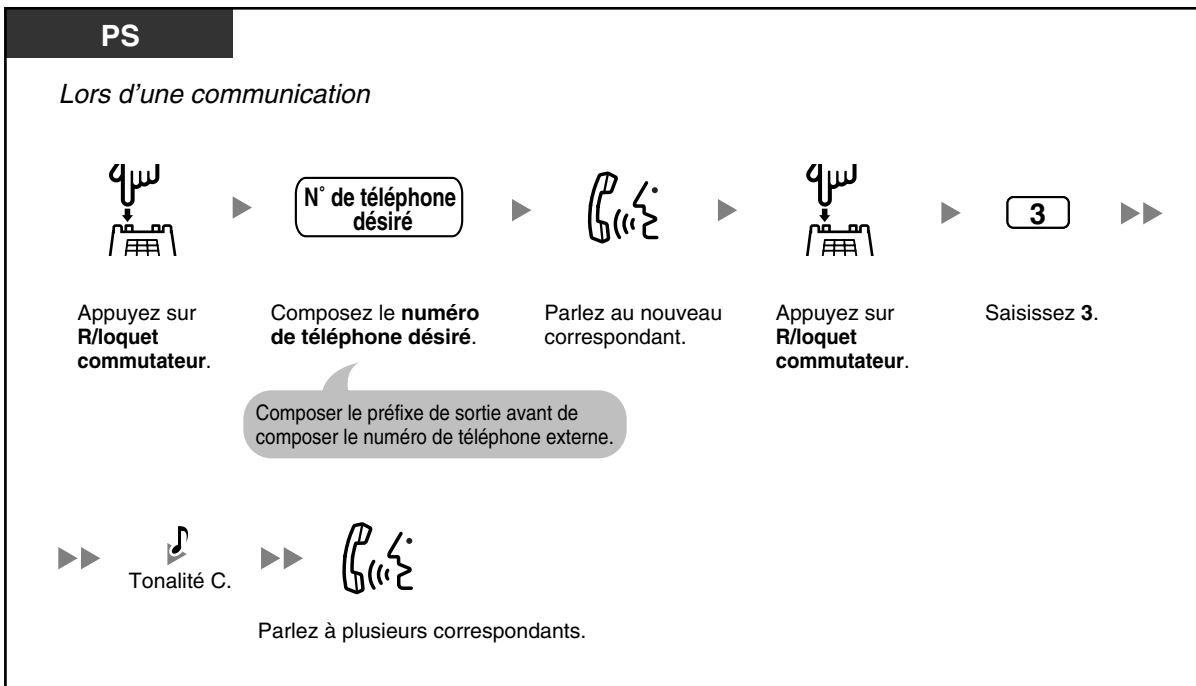 PS
Lors d'une communication
N° de téléphone
désiré
3
Appuyez sur
R/loquet
commutateur.
Composez le numéro
de téléphone désiré.
Parlez au nouveau
correspondant.
Appuyez sur
R/loquet
commutateur.
Saisissez 3.
Composer le préfixe de sortie avant de
composer le numéro de téléphone externe.
Tonalité C.
Parlez à plusieurs correspondants.